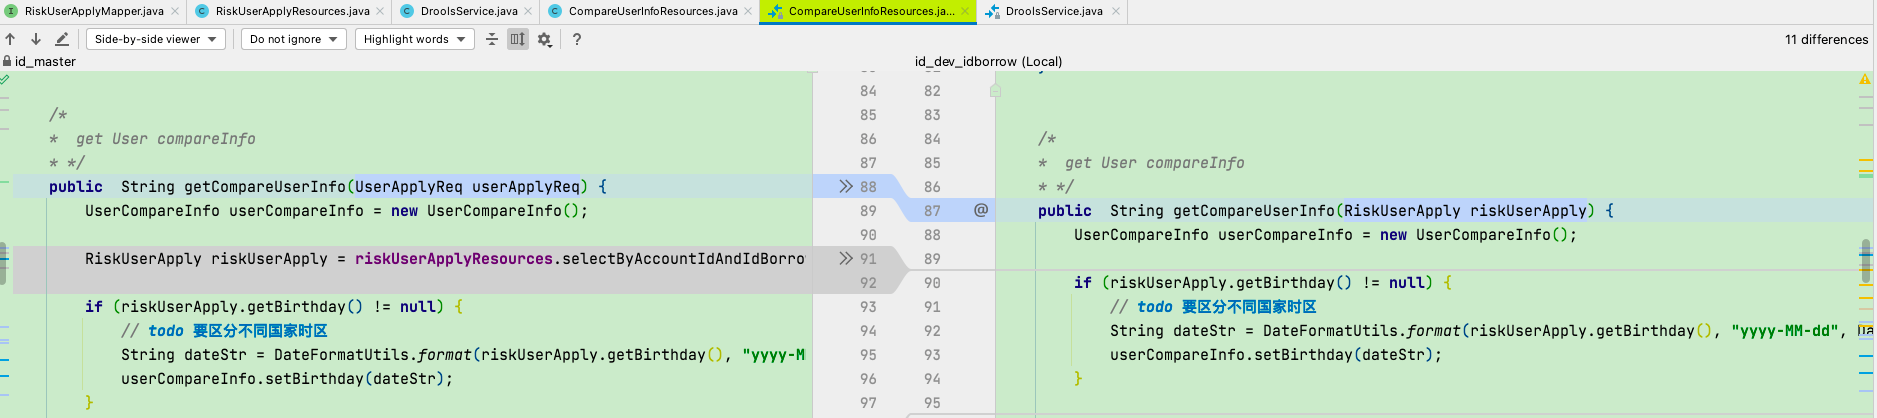 RiskUserApplyMapper.java RiskUserApplyResources.java DroolsService.java CompareUserInfoResources.java CompareUserInfoResources.ja... DroolsService.java
Side-by-side viewer Do not ignore Highlight words ? 11 differences
id_master id_dev_idborrow (Local)
84 82
/* 85 83
* get User compareInfo 86 84 /*
* */ 87 85 * get User compareInfo
public String getCompareUserInfo(UserApplyReq userApplyReq) { 88 86 * */
UserCompareInfo userCompareInfo = new UserCompareInfo(); 89 87 @ public String getCompareUserInfo(RiskUserApply riskUserApply) {
90 88 UserCompareInfo userCompareInfo = new UserCompareInfo();
RiskUserApply riskUserApply = riskUserApplyResources.selectByAccountIdAndIdBorro 91 89
92 90 if (riskUserApply.getBirthday() != null) {
if (riskUserApply.getBirthday() != null) { 93 91 // todo 要区分不同国家时区
// todo 要区分不同国家时区 94 92 String dateStr = DateFormatUtils.format(riskUserApply.getBirthday(), "yyyy-MM-dd",
String dateStr = DateFormatUtils.format(riskUserApply.getBirthday(), "yyyy-M 95 93 userCompareInfo.setBirthday(dateStr);
userCompareInfo.setBirthday(dateStr); 96 94 }
} 97 95